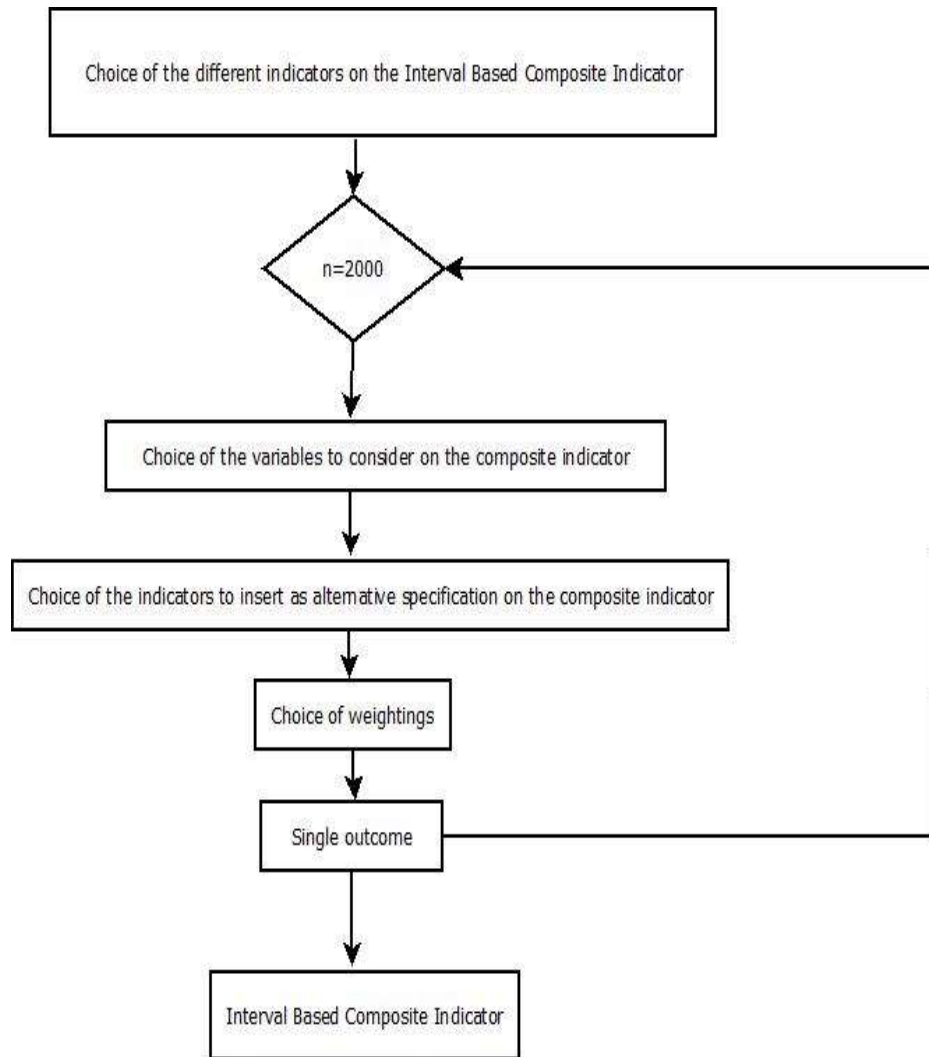 Choice of the different indicators on the Interval Based Composite Indicator
n=2000
Choice of the variables to consider on the composite indicator
Choice of the indicators to insert as alternative specification on the composite indicator
Choice of weightings
Single outcome
Interval Based Composite Indicator